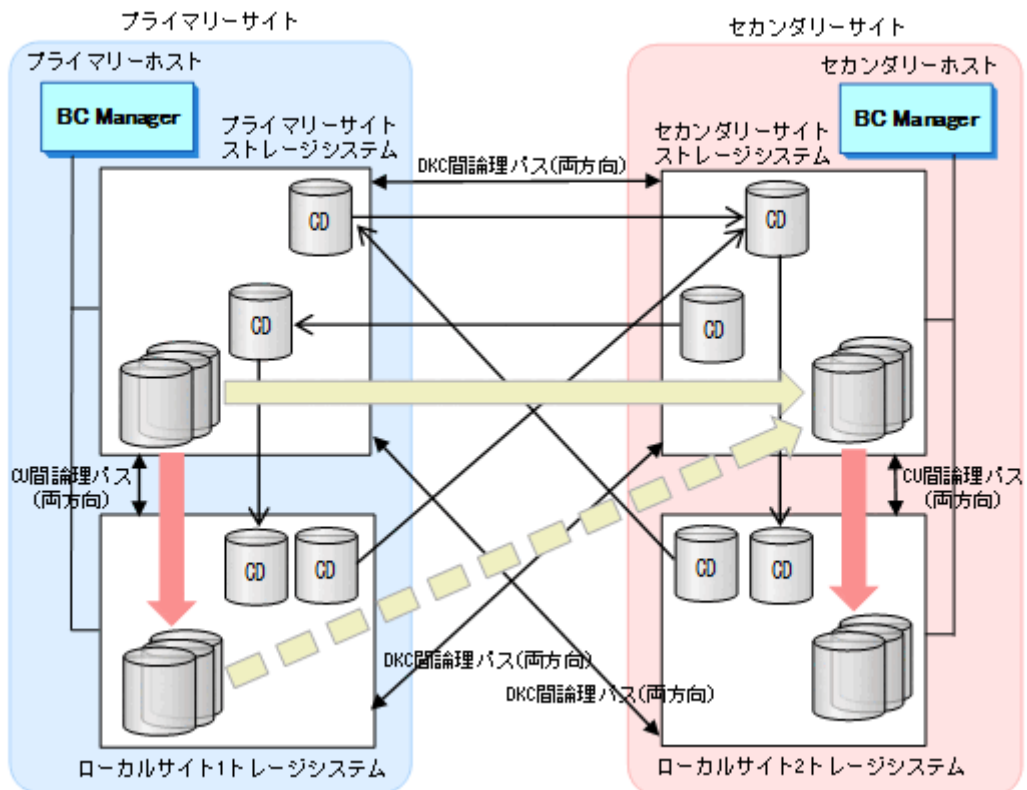 プライマリーサイト
セカンダリーサイト
プライマリーホスト
セカンダリーホスト
BC Manager
BC Manager
プライマリーサイト
ストレージシステム
セカンダリーサイト
ストレージシステム
DKC間論理パス(両方向)
CD
CD
CD
CD
CU間論理パス
(両方向)
CU間論理パス
(両方向)
CD
CD
CD
CD
DKC間論理パス(両方向)
DKC間論理パス(両方向)
ローカルサイト1トレージシステム
ローカルサイト2トレージシステム